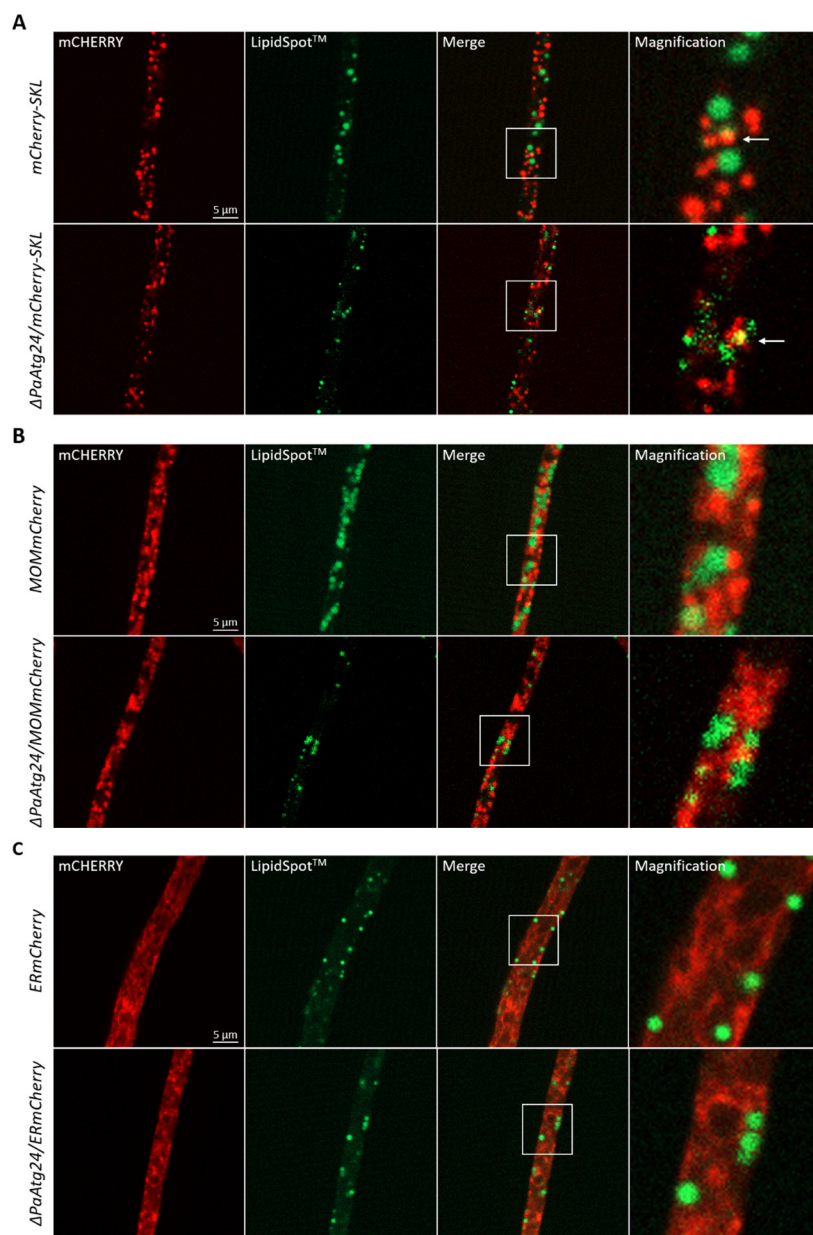 A
mCHERRY LipidSpot™ Merge Magnification
mCherry-SKL
5 µm
ΔPaAtg24/mCherry-SKL
B
mCHERRY LipidSpot™ Merge Magnification
MOMmCherry
5 µm
ΔPaAtg24/MOMmCherry
C
mCHERRY LipidSpot™ Merge Magnification
ERmCherry
5 µm
ΔPaAtg24/ERmCherry